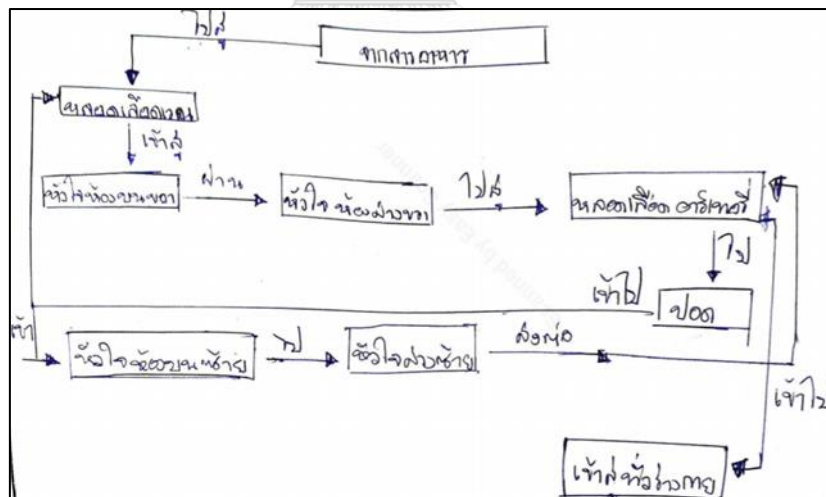 ไปสู่
จากสารอาหาร
หลอดเลือดเวน
เข้าสู่
หัวใจห้องบนขวา
ผ่าน
หัวใจห้องล่างขวา
ไปสู่
หลอดเลือด อาร์เทอรี่
ไป
เข้าไป
ปอด
เข้า
หัวใจห้องบนซ้าย
ไป
หัวใจล่างซ้าย
ส่งต่อ
เข้าไป
เข้าสู่ทั่วร่างกาย